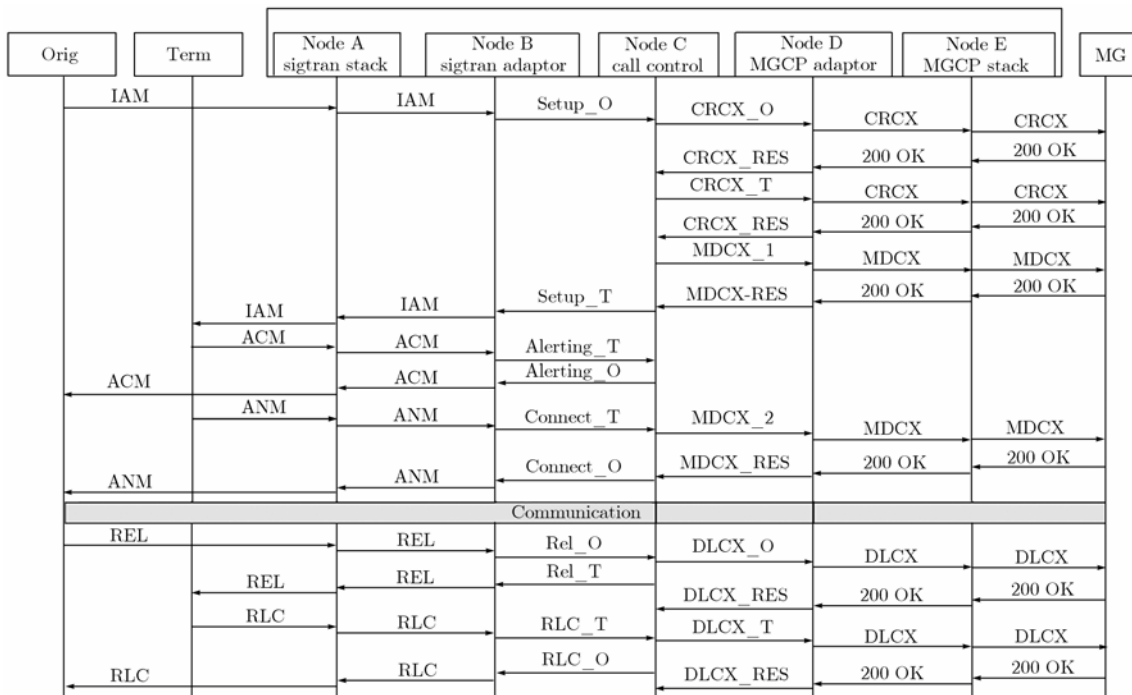 Orig
Term
Node A
sigtran stack
Node B
sigtran adaptor
Node C
call control
Node D
MGCP adaptor
Node E
MGCP stack
MG
IAM
IAM
Setup_O
CRCX_O
CRCX
CRCX
CRCX_RES
200 OK
200 OK
CRCX_T
CRCX
CRCX
CRCX_RES
200 OK
200 OK
MDCX_1
MDCX
MDCX
IAM
IAM
Setup_T
MDCX-RES
200 OK
200 OK
ACM
ACM
Alerting_T
ACM
ACM
Alerting_O
ANM
ANM
Connect_T
MDCX_2
MDCX
MDCX
ANM
ANM
Connect_O
MDCX_RES
200 OK
200 OK
Communication
REL
REL
Rel_O
DLCX_O
DLCX
DLCX
REL
REL
Rel_T
DLCX_RES
200 OK
200 OK
RLC
RLC
RLC_T
DLCX_T
DLCX
DLCX
RLC
RLC
RLC_O
DLCX_RES
200 OK
200 OK